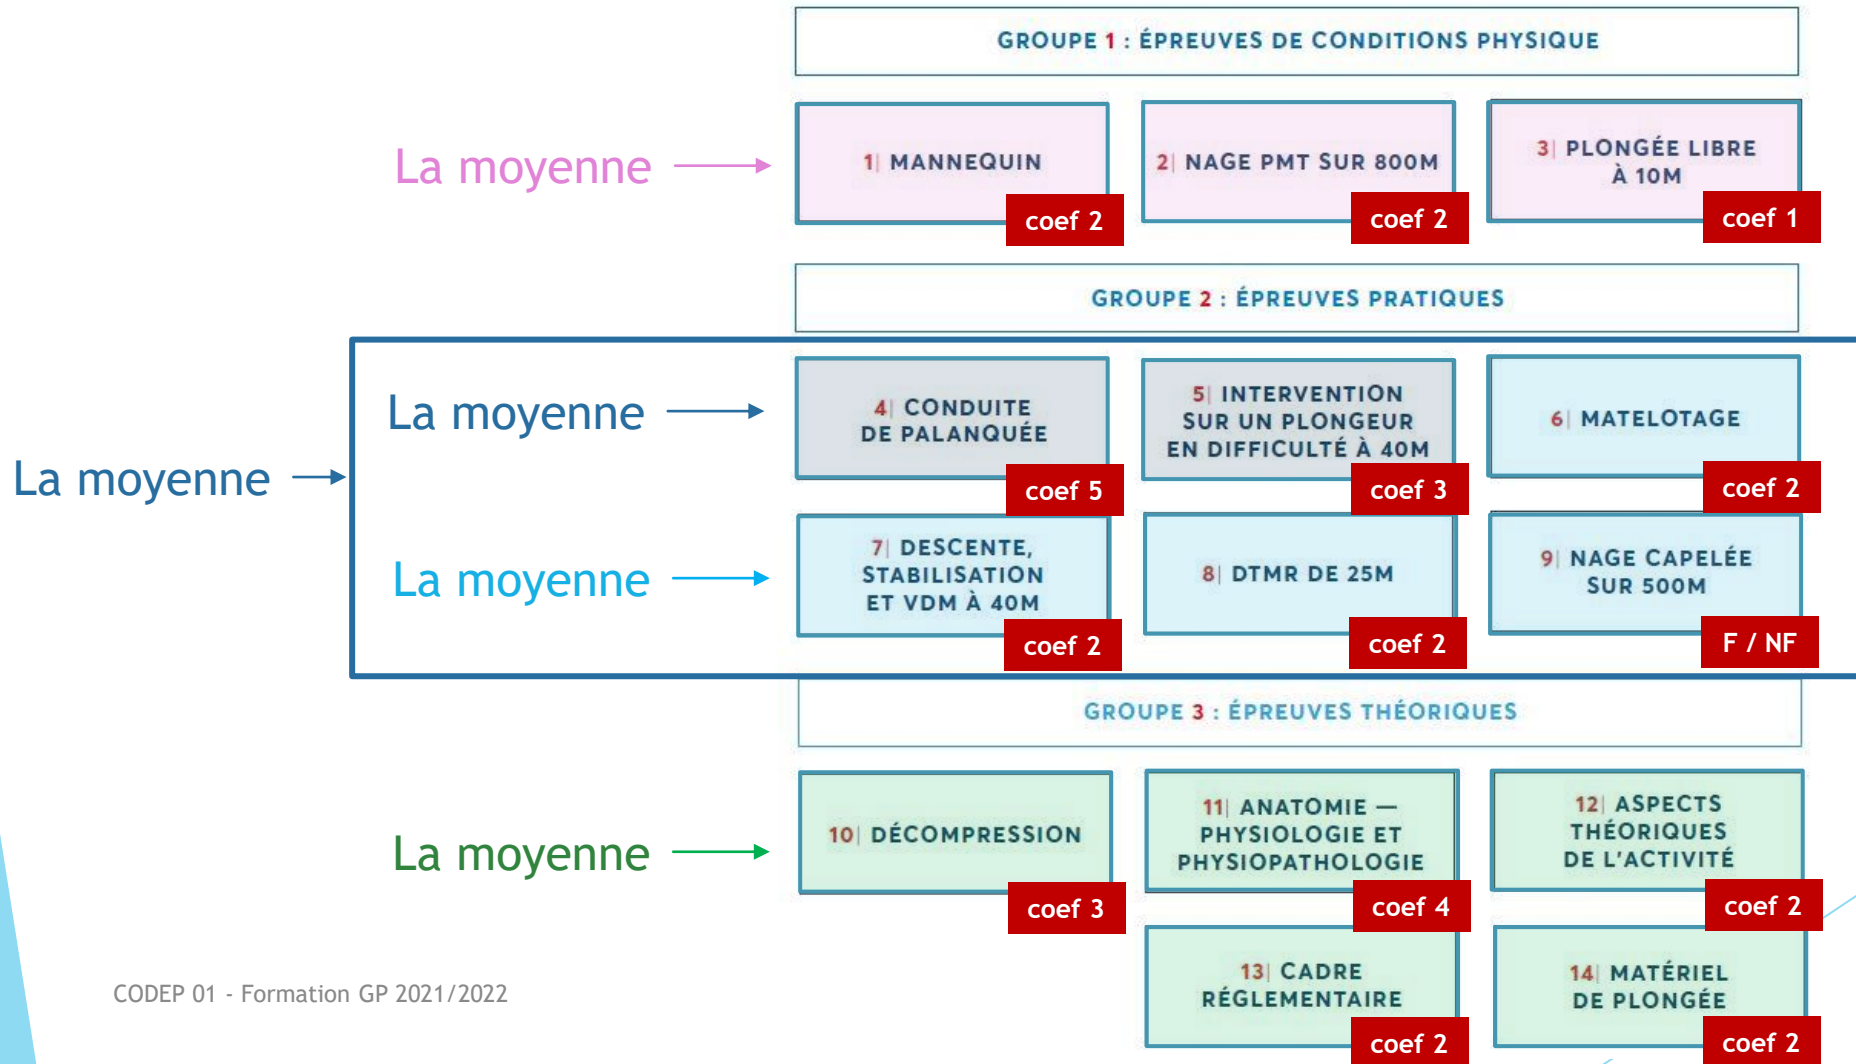 GROUPE 1 : ÉPREUVES DE CONDITIONS PHYSIQUE
La moyenne
1| MANNEQUIN
coef 2
2| NAGE PMT SUR 800M
coef 2
3| PLONGÉE LIBRE
À 10M
coef 1
GROUPE 2 : ÉPREUVES PRATIQUES
La moyenne
La moyenne
4| CONDUITE
DE PALANQUÉE
coef 5
5| INTERVENTION
SUR UN PLONGEUR
EN DIFFICULTÉ À 40M
coef 3
6| MATELOTAGE
coef 2
La moyenne
7| DESCENTE,
STABILISATION
ET VDM À 40M
coef 2
8| DTMR DE 25M
coef 2
9| NAGE CAPELÉE
SUR 500M
F / NF
GROUPE 3 : ÉPREUVES THÉORIQUES
La moyenne
10| DÉCOMPRESSION
coef 3
11| ANATOMIE —
PHYSIOLOGIE ET
PHYSIOPATHOLOGIE
coef 4
12| ASPECTS
THÉORIQUES
DE L'ACTIVITÉ
coef 2
13| CADRE
RÉGLEMENTAIRE
coef 2
14| MATÉRIEL
DE PLONGÉE
coef 2
CODEP 01 - Formation GP 2021/2022